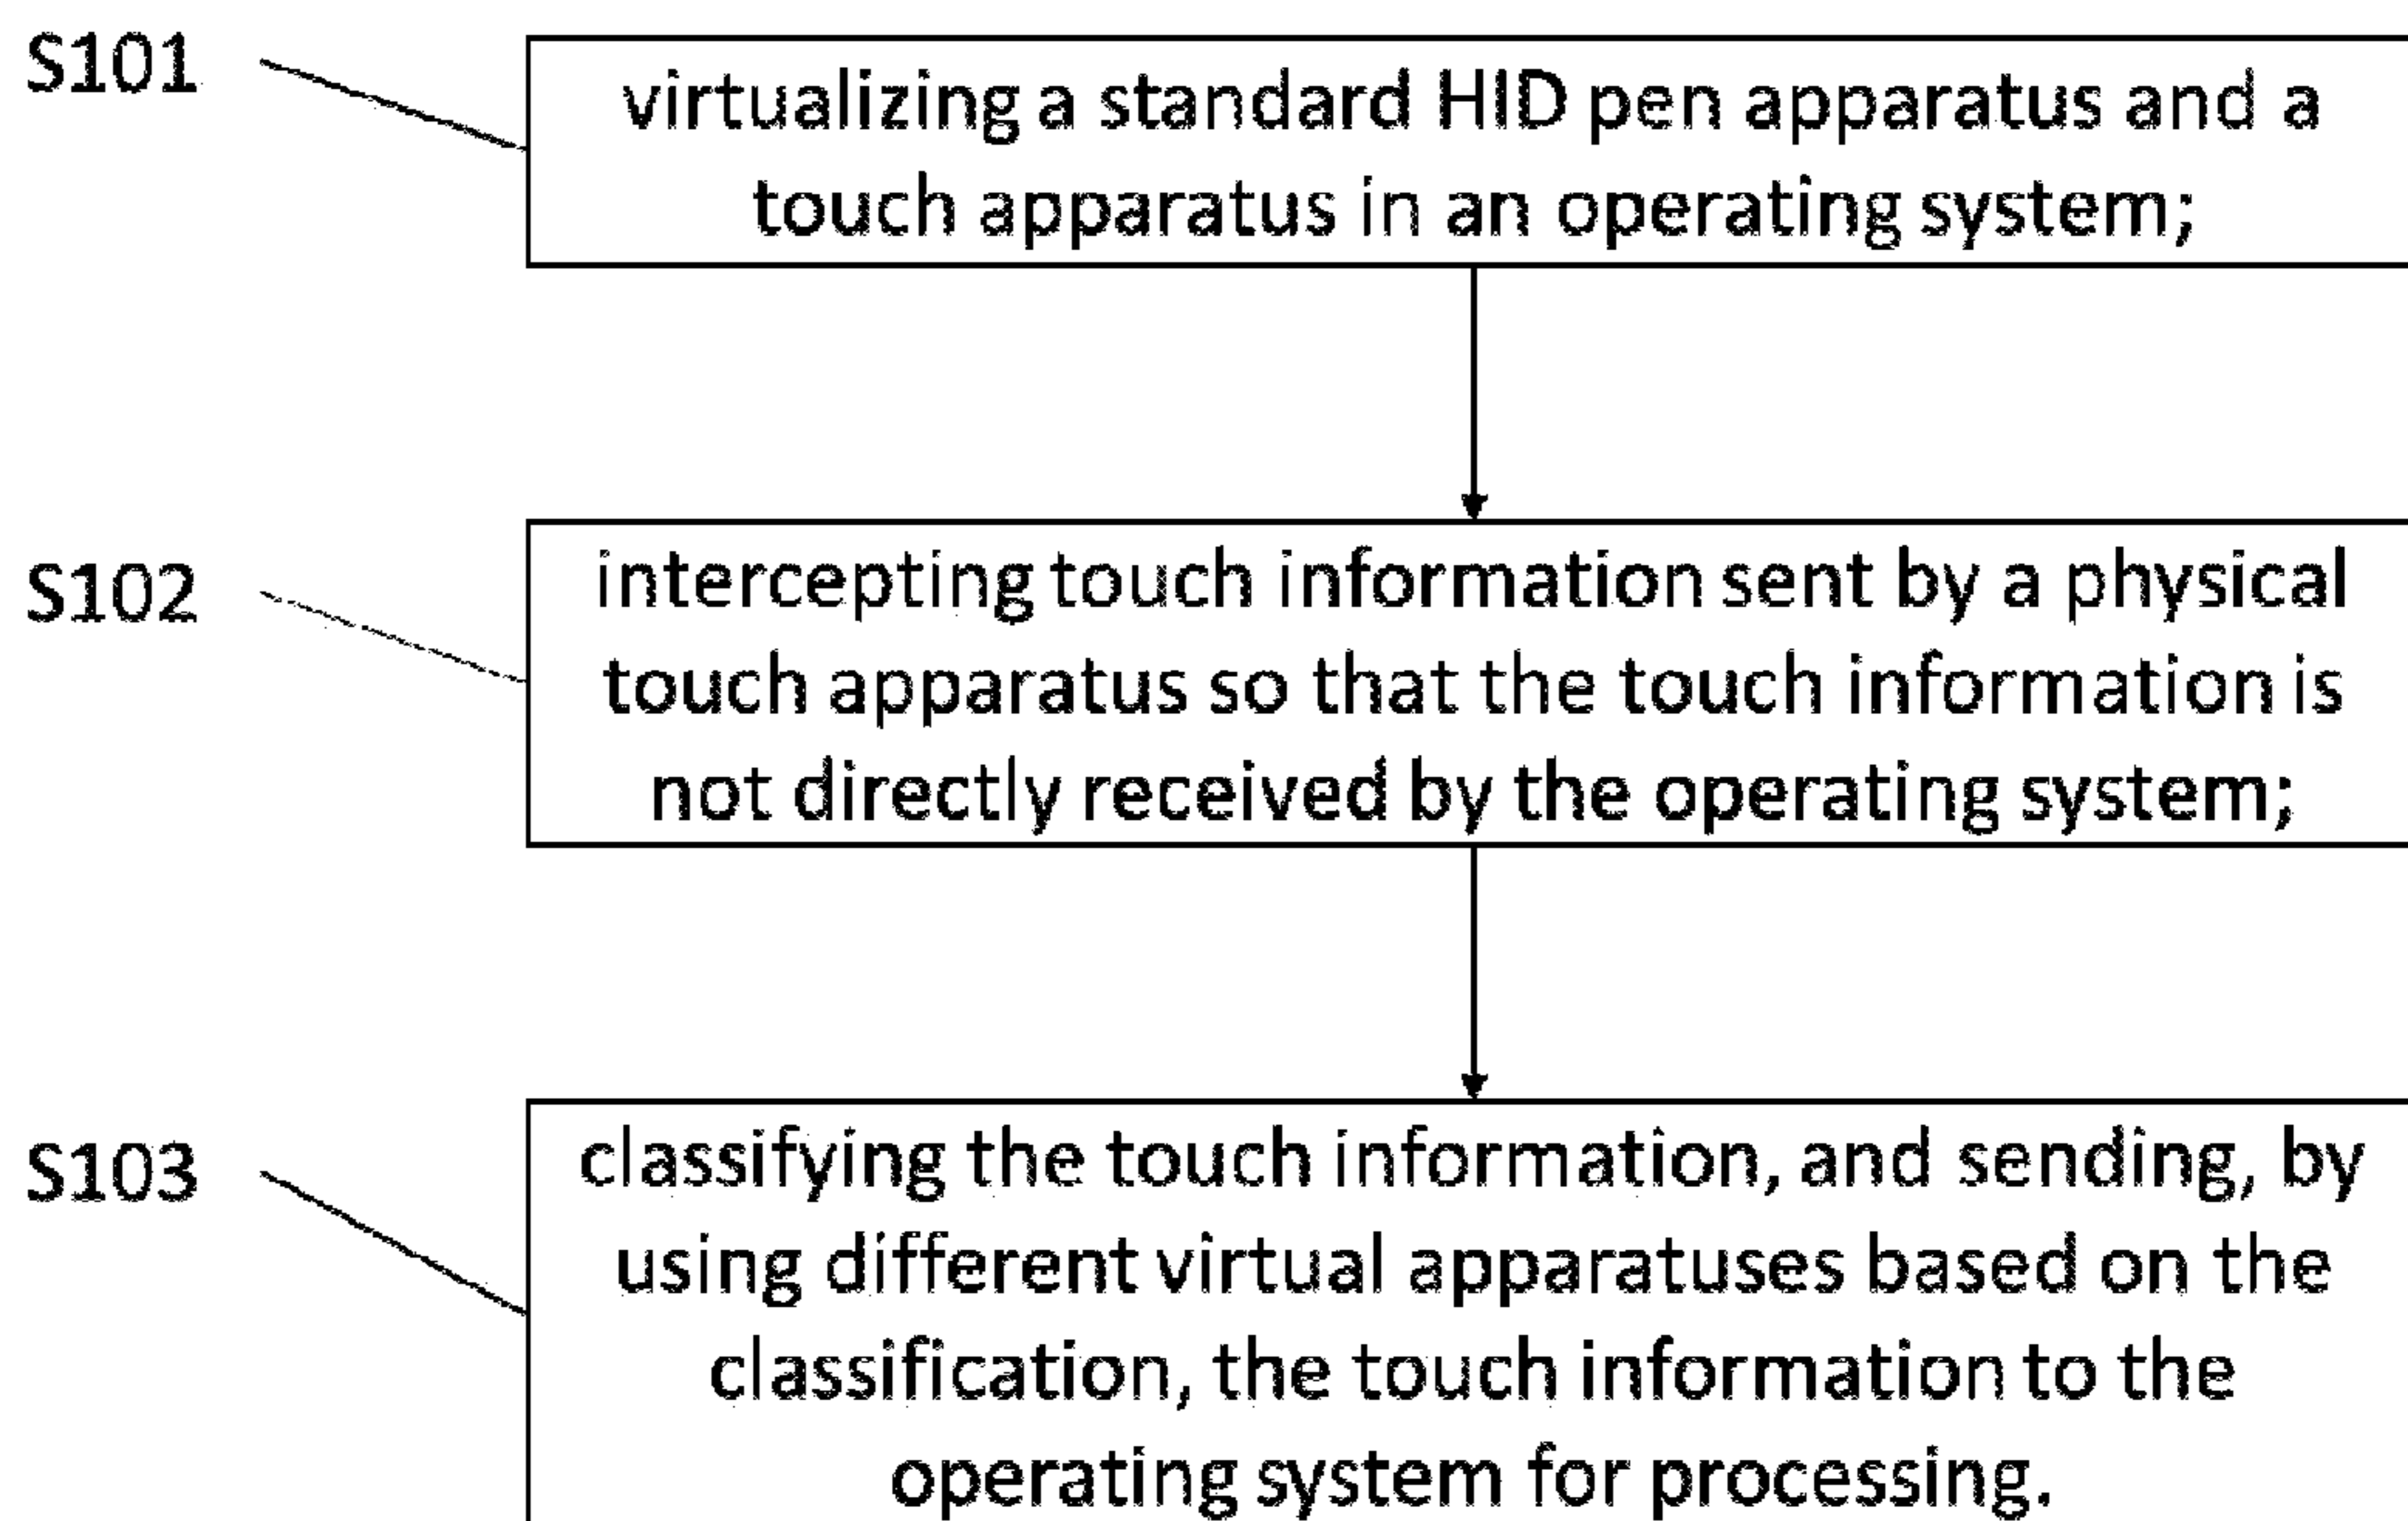 S101
virtualizing a standard HID pen apparatus and a
touch apparatus in an operating system;
S102
intercepting touch information sent by a physical
touch apparatus so that the touch information is
not directly received by the operating system;
S103
classifying the touch information, and sending, by
using different virtual apparatuses based on the
classification, the touch information to the
operating system for processing.